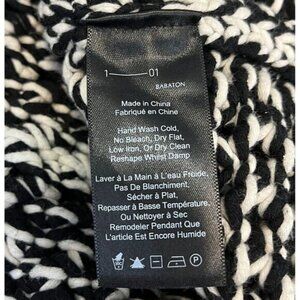 1 01
BABATON
Made in China
Fabriqué en Chine
Hand Wash Cold,
No Bleach, Dry Flat,
Low Iron, Or Dry Clean
Reshape Whilst Damp
Laver À La Main À L'eau Froide,
Pas De Blanchiment,
Sécher à Plat,
Repasser à Basse Température,
Ou Nettoyer à Sec
Remodeler Pendant Que
L'article Est Encore Humide
P